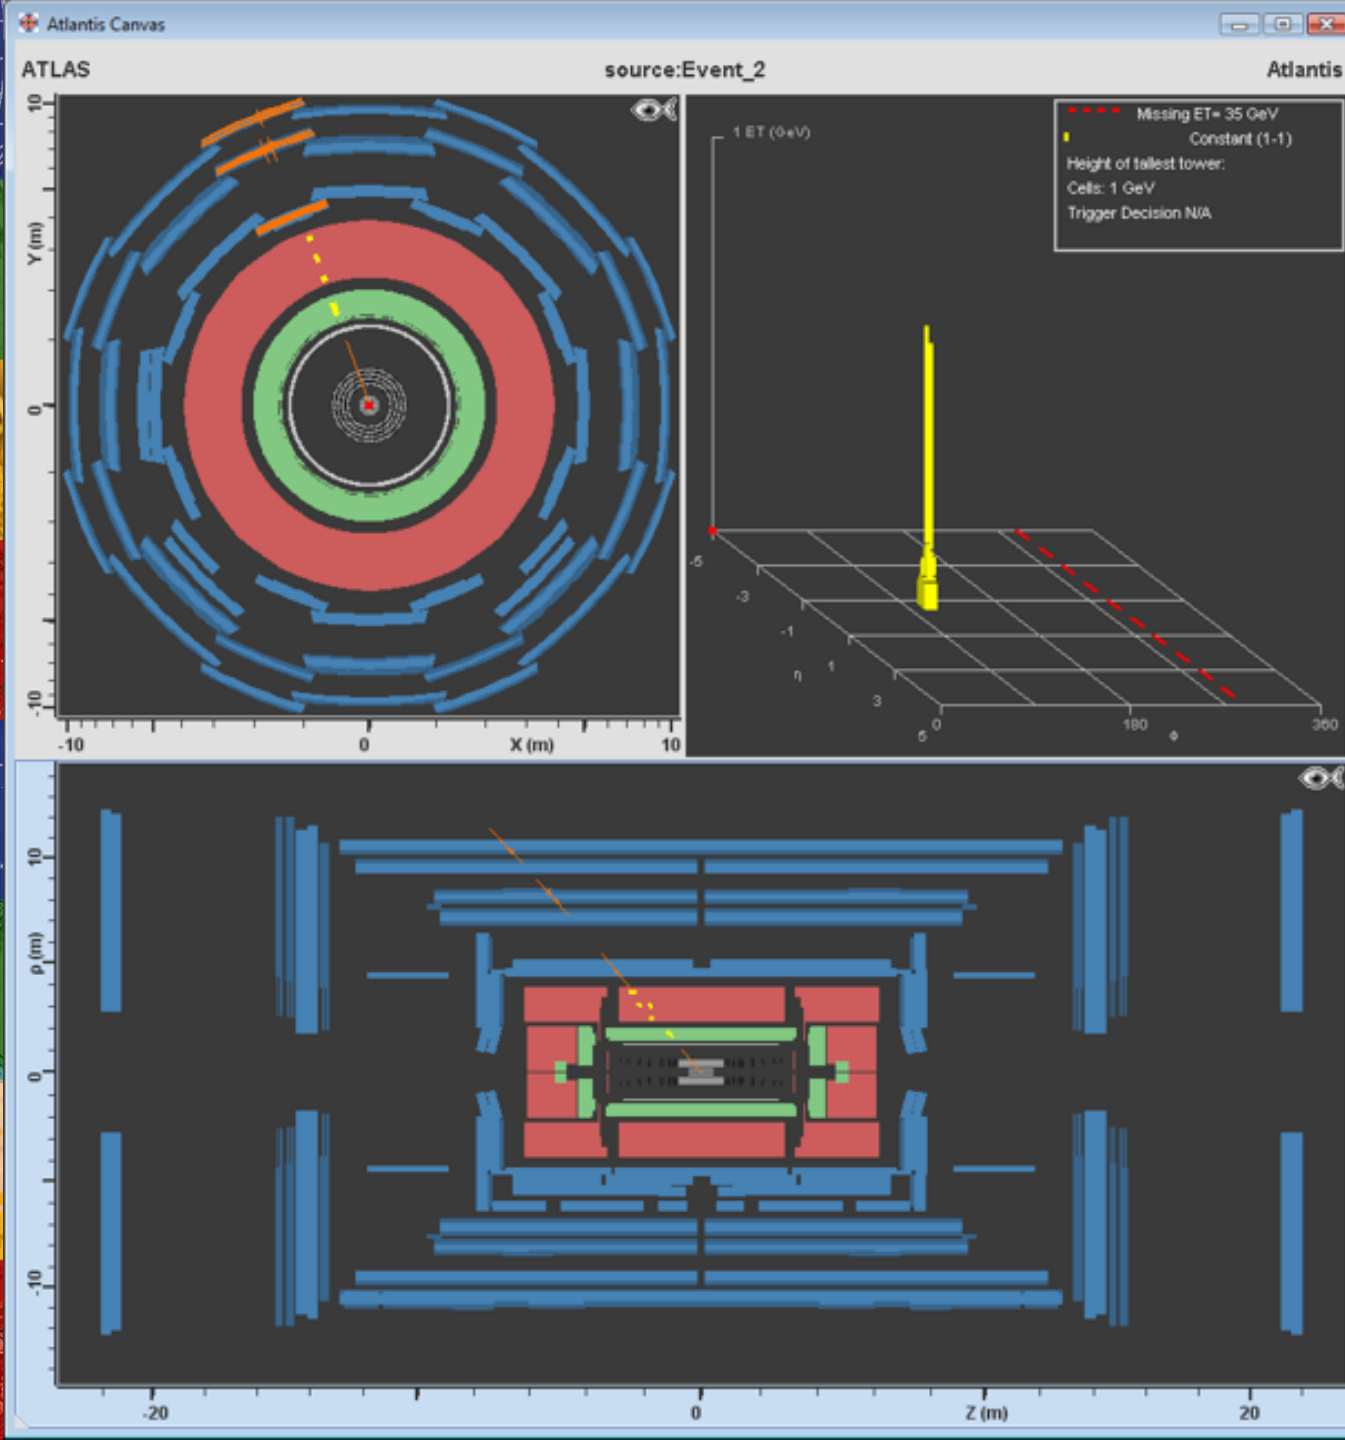 Atlantis Canvas
ATLAS source:Event_2 Atlantis
10
Y (m)
0
-10
-10 0 X (m) 10
1 ET (GeV)
Missing ET= 35 GeV
Constant (1-1)
Height of tallest tower:
Cells: 1 GeV
Trigger Decision N/A
-5
-3
-1
1
η
3
5
0 180 360
Φ
10
ρ (m)
0
-10
-20 0 Z (m) 20